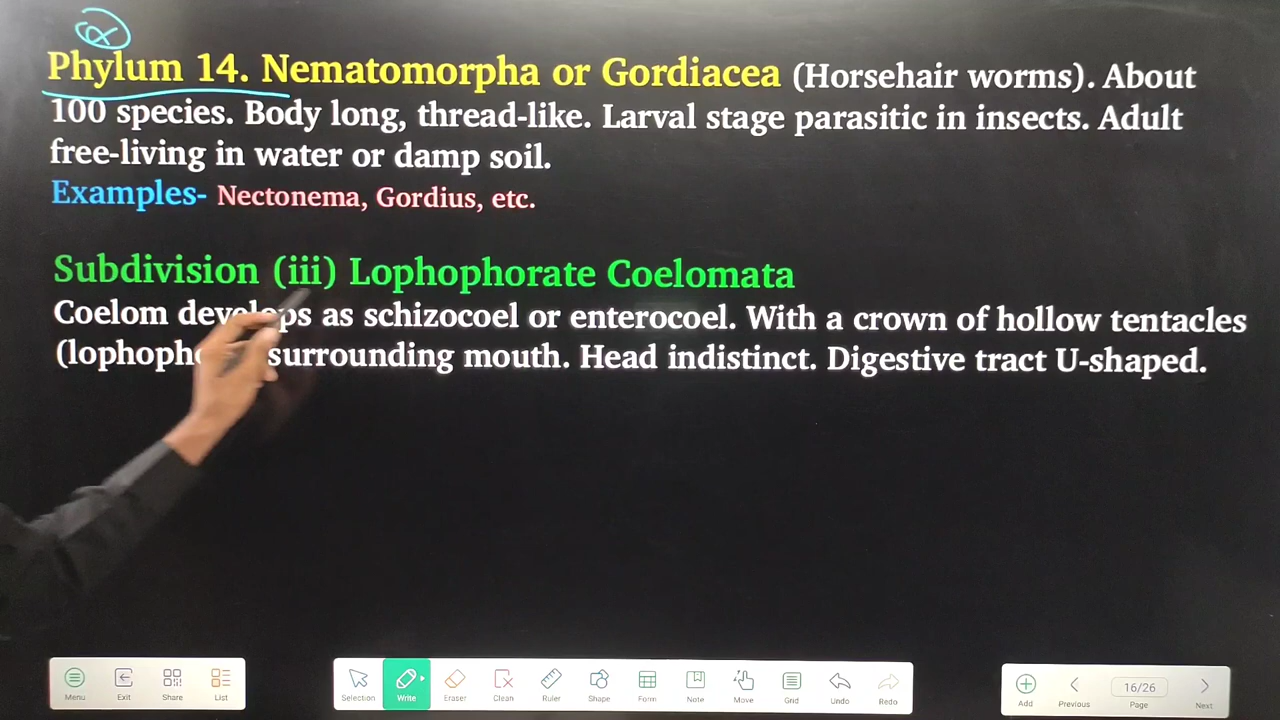 α
Phylum 14. Nematomorpha or Gordiacea (Horsehair worms). About
100 species. Body long, thread-like. Larval stage parasitic in insects. Adult
free-living in water or damp soil.
Examples- Nectonema, Gordius, etc.
Subdivision (iii) Lophophorate Coelomata
Coelom develops as schizocoel or enterocoel. With a crown of hollow tentacles
surrounding mouth. Head indistinct. Digestive tract U-shaped.
Menu Exit Share List Selection Write Eraser Clean Ruler Shape Form Note Move Grid Undo Redo Add Previous 16/26 Page Next